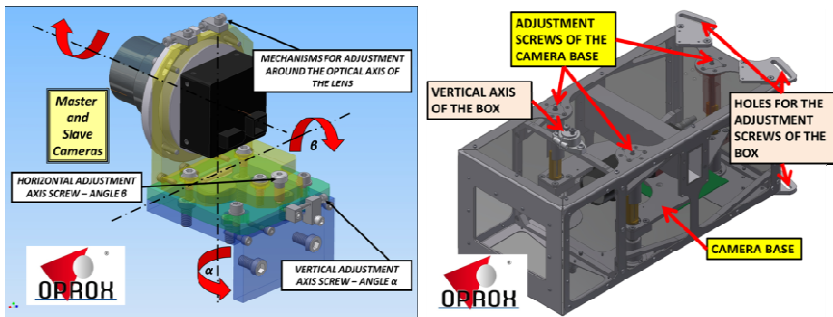 MECHANISMS FOR ADJUSTMENT
AROUND THE OPTICAL AXIS OF
THE LENS
Master
and
Slave
Cameras
β
HORIZONTAL ADJUSTMENT
AXIS SCREW – ANGLE β
α
VERTICAL ADJUSTMENT
AXIS SCREW – ANGLE α
OPROX
ADJUSTMENT
SCREWS OF THE
CAMERA BASE
VERTICAL AXIS
OF THE BOX
HOLES FOR THE
ADJUSTMENT
SCREWS OF THE
BOX
CAMERA BASE
OPROX